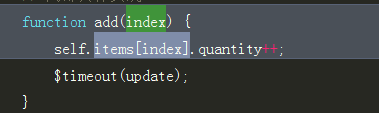 function add(index) {
self.items[index].quantity++;
$timeout(update);
}